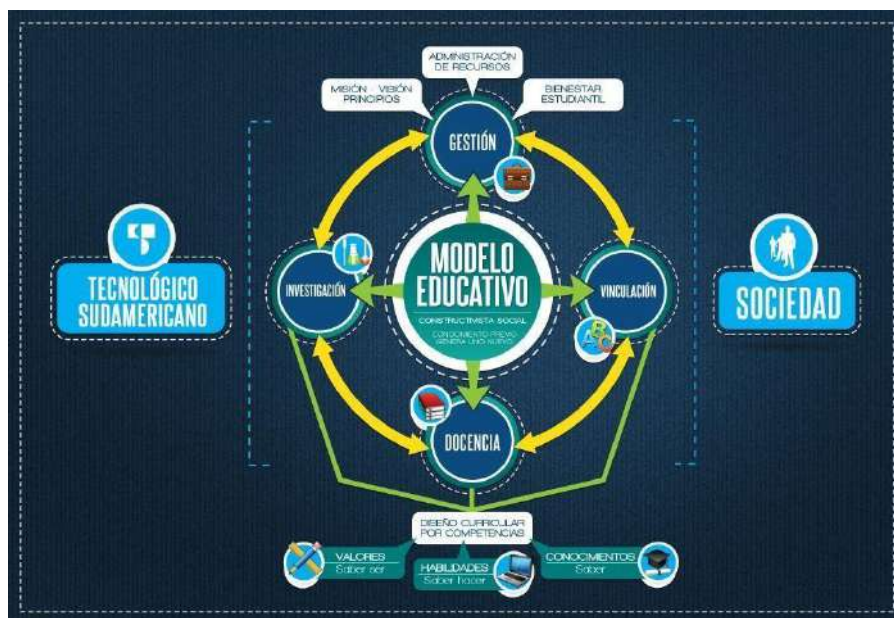 ADMINISTRACIÓN
DE RECURSOS
MISIÓN - VISIÓN
PRINCIPIOS
BIENESTAR
ESTUDIANTIL
GESTIÓN
TECNOLÓGICO
SUDAMERICANO
INVESTIGACIÓN
MODELO
EDUCATIVO
CONSTRUCTIVISTA SOCIAL
CONOCIMIENTO PREVIO
GENERA UNO NUEVO
VINCULACIÓN
A B C
SOCIEDAD
DOCENCIA
DISEÑO CURRICULAR
POR COMPETENCIAS
VALORES
Saber ser
HABILIDADES
Saber hacer
CONOCIMIENTOS
Saber